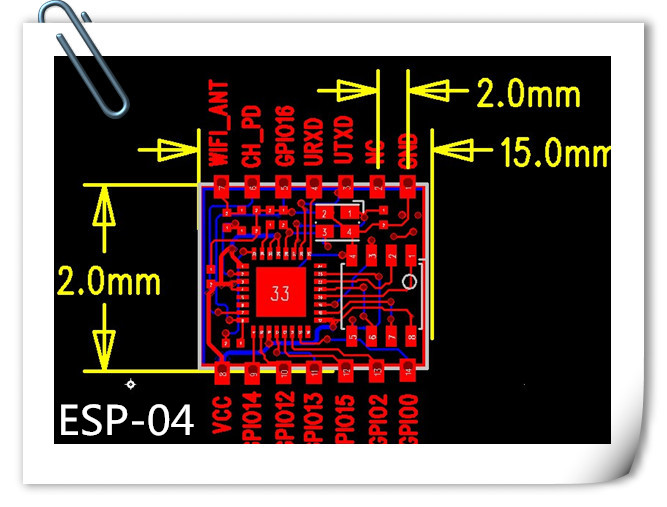 WIFI_ANT
CH_PD
GPIO16
URXD
UTXD
NC
GND
2.0mm
15.0mm
7
6
5
4
3
2
1
2 1
3 4
4 3 2 1
2.0mm
33
5 6 7 8
8
9
10
11
12
13
14
ESP-04
VCC
GPIO14
GPIO12
GPIO13
GPIO15
GPIO2
GPIO0